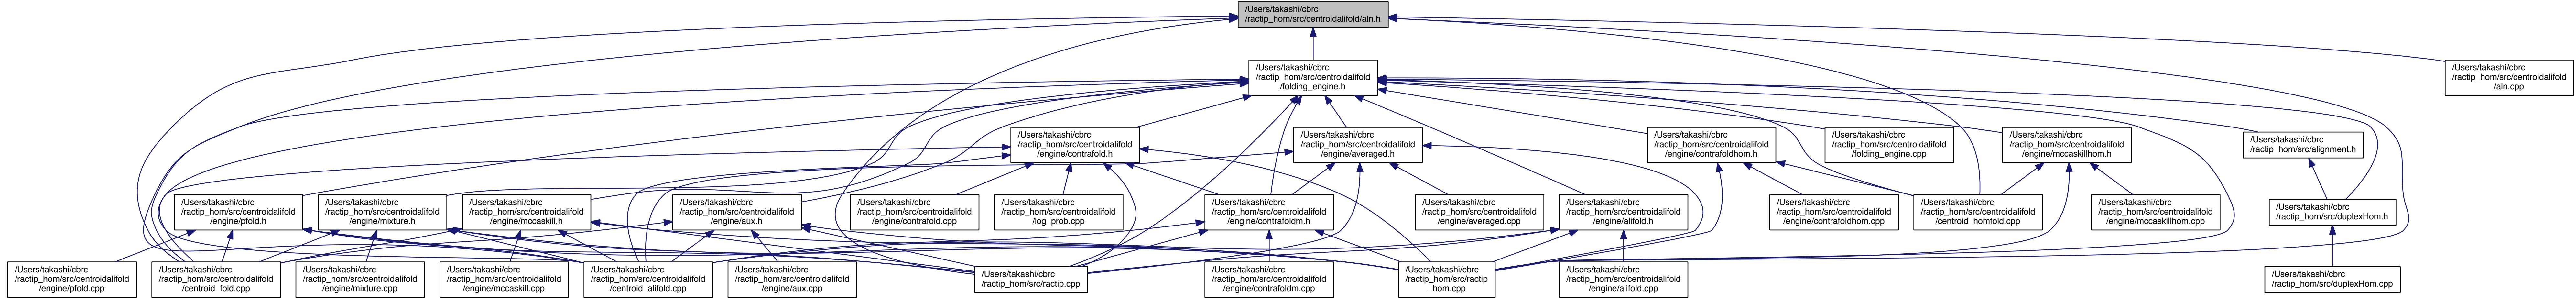 /Users/takashi/cbrc
/ractip_hom/src/centroidalifold/aln.h
/Users/takashi/cbrc
/ractip_hom/src/centroidalifold
/folding_engine.h
/Users/takashi/cbrc
/ractip_hom/src/centroidalifold
/aln.cpp
/Users/takashi/cbrc
/ractip_hom/src/centroidalifold
/engine/contrafold.h
/Users/takashi/cbrc
/ractip_hom/src/centroidalifold
/engine/averaged.h
/Users/takashi/cbrc
/ractip_hom/src/centroidalifold
/engine/contrafoldhom.h
/Users/takashi/cbrc
/ractip_hom/src/centroidalifold
/folding_engine.cpp
/Users/takashi/cbrc
/ractip_hom/src/centroidalifold
/engine/mccaskillhom.h
/Users/takashi/cbrc
/ractip_hom/src/alignment.h
/Users/takashi/cbrc
/ractip_hom/src/centroidalifold
/engine/pfold.h
/Users/takashi/cbrc
/ractip_hom/src/centroidalifold
/engine/mixture.h
/Users/takashi/cbrc
/ractip_hom/src/centroidalifold
/engine/mccaskill.h
/Users/takashi/cbrc
/ractip_hom/src/centroidalifold
/engine/aux.h
/Users/takashi/cbrc
/ractip_hom/src/centroidalifold
/engine/contrafold.cpp
/Users/takashi/cbrc
/ractip_hom/src/centroidalifold
/log_prob.cpp
/Users/takashi/cbrc
/ractip_hom/src/centroidalifold
/engine/contrafoldm.h
/Users/takashi/cbrc
/ractip_hom/src/centroidalifold
/engine/averaged.cpp
/Users/takashi/cbrc
/ractip_hom/src/centroidalifold
/engine/alifold.h
/Users/takashi/cbrc
/ractip_hom/src/centroidalifold
/engine/contrafoldhom.cpp
/Users/takashi/cbrc
/ractip_hom/src/centroidalifold
/centroid_homfold.cpp
/Users/takashi/cbrc
/ractip_hom/src/centroidalifold
/engine/mccaskillhom.cpp
/Users/takashi/cbrc
/ractip_hom/src/duplexHom.h
/Users/takashi/cbrc
/ractip_hom/src/centroidalifold
/engine/pfold.cpp
/Users/takashi/cbrc
/ractip_hom/src/centroidalifold
/centroid_fold.cpp
/Users/takashi/cbrc
/ractip_hom/src/centroidalifold
/engine/mixture.cpp
/Users/takashi/cbrc
/ractip_hom/src/centroidalifold
/engine/mccaskill.cpp
/Users/takashi/cbrc
/ractip_hom/src/centroidalifold
/centroid_alifold.cpp
/Users/takashi/cbrc
/ractip_hom/src/centroidalifold
/engine/aux.cpp
/Users/takashi/cbrc
/ractip_hom/src/ractip.cpp
/Users/takashi/cbrc
/ractip_hom/src/centroidalifold
/engine/contrafoldm.cpp
/Users/takashi/cbrc
/ractip_hom/src/ractip
_hom.cpp
/Users/takashi/cbrc
/ractip_hom/src/centroidalifold
/engine/alifold.cpp
/Users/takashi/cbrc
/ractip_hom/src/duplexHom.cpp